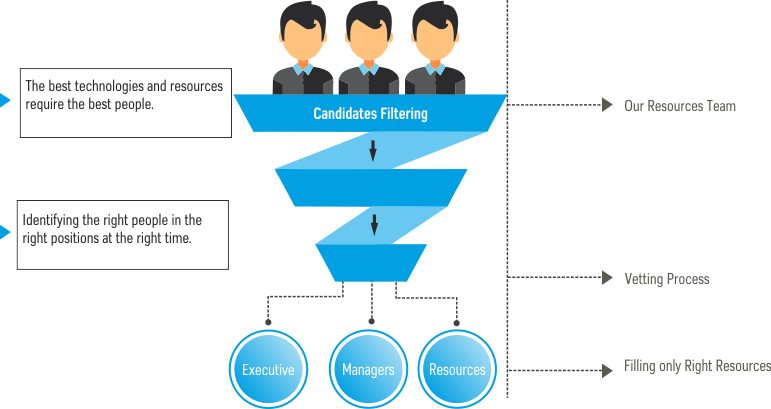 The best technologies and resources
require the best people.
Candidates Filtering
Our Resources Team
Identifying the right people in the
right positions at the right time.
Vetting Process
Executive
Managers
Resources
Filling only Right Resources